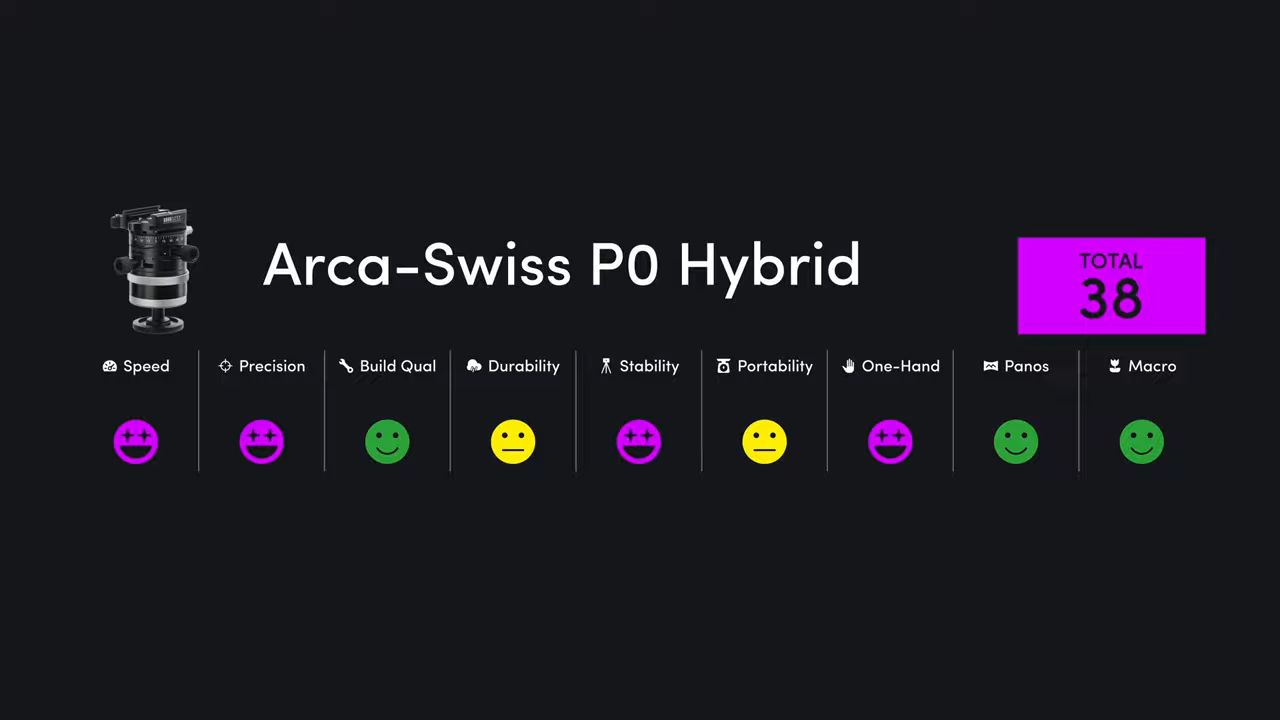 Arca-Swiss P0 Hybrid
TOTAL
38
Speed
Precision
Build Qual
Durability
Stability
Portability
One-Hand
Panos
Macro